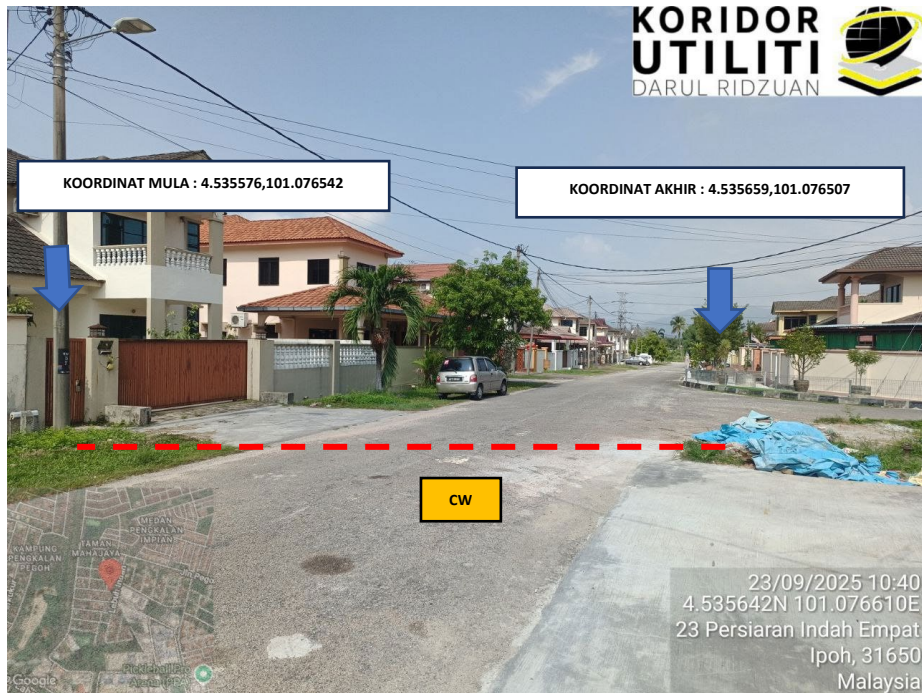 KORIDOR
UTILITI
DARUL RIDZUAN
KOORDINAT MULA : 4.535576,101.076542
KOORDINAT AKHIR : 4.535659,101.076507
CW
MEDAN
PENGKALAN
IMPIAN
TAMAN
MAHAJAYA
KAMPUNG
PENGKALAN
PEGOH
Google
23/09/2025 10:40
4.535642N 101.076610E
23 Persiaran Indah Empat
Ipoh, 31650
Malaysia